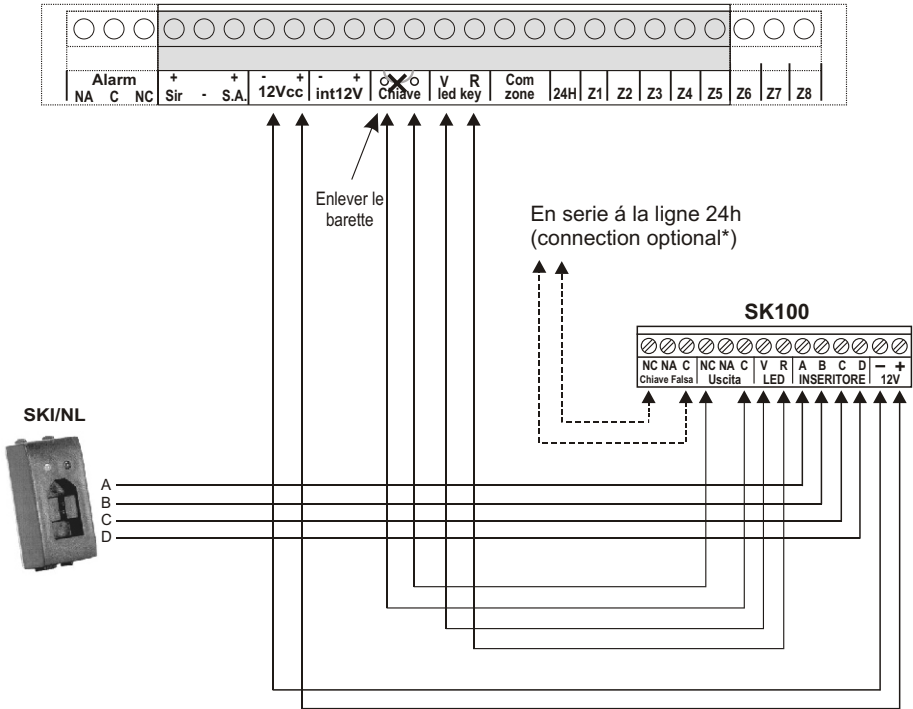 Alarm + + - + - + V R Com
NA C NC Sir - S.A. 12Vcc int12V Chiave led key zone 24H Z1 Z2 Z3 Z4 Z5 Z6 Z7 Z8
Enlever le
barette
En serie á la ligne 24h
(connection optional*)
SK100
NC NA C NC NA C V R A B C D - +
Chiave Falsa Uscita LED INSERITORE 12V
SKI/NL
A
B
C
D